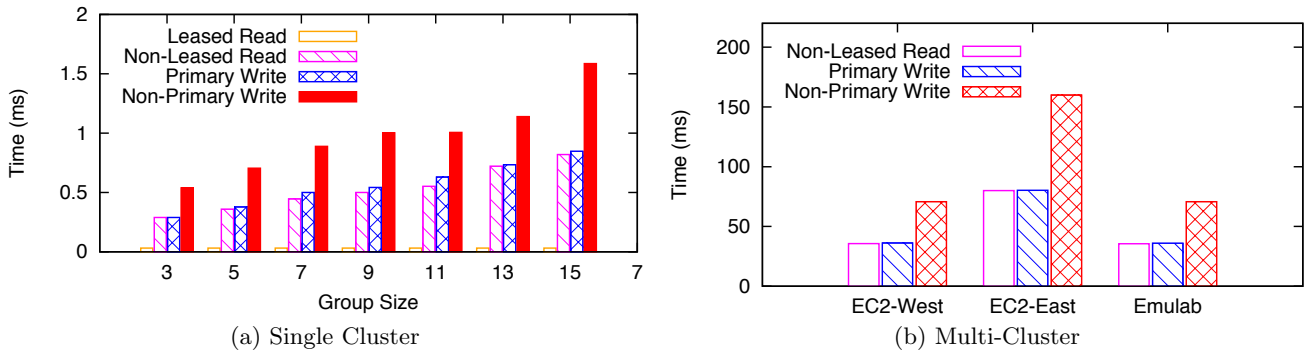 2
1.5
1
0.5
0
Time (ms)
Leased Read
Non-Leased Read
Primary Write
Non-Primary Write
3 5 7 9 11 13 15 7
Group Size
(a) Single Cluster
200
150
100
50
0
Time (ms)
Non-Leased Read
Primary Write
Non-Primary Write
EC2-West EC2-East Emulab
(b) Multi-Cluster